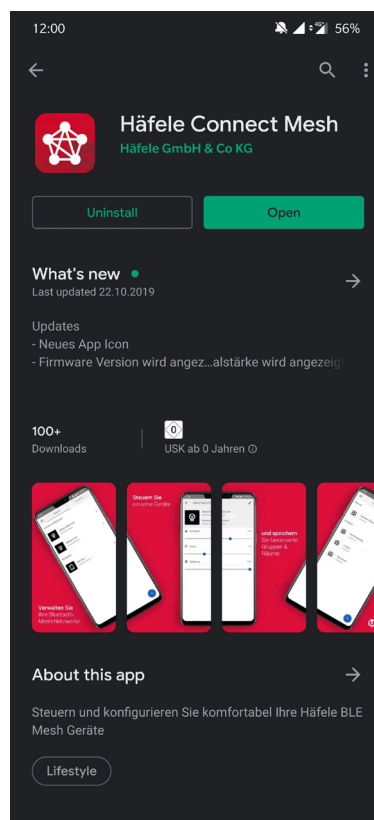 12:00
4G
56%
Häfele Connect Mesh
Häfele GmbH & Co KG
Uninstall
Open
What's new
Last updated 22.10.2019
Updates
- Neues App Icon
- Firmware Version wird angez...alstärke wird angezeig
100+
0
Downloads
USK ab 0 Jahren
Verwalten Sie
Ihre Bluetooth-
Mesh-Netzwerke
Steuern Sie
einzelne Geräte
und speichern
Sie favorisierte
Gruppen &
Räume
About this app
Steuern und konfigurieren Sie komfortabel Ihre Häfele BLE
Mesh Geräte
Lifestyle